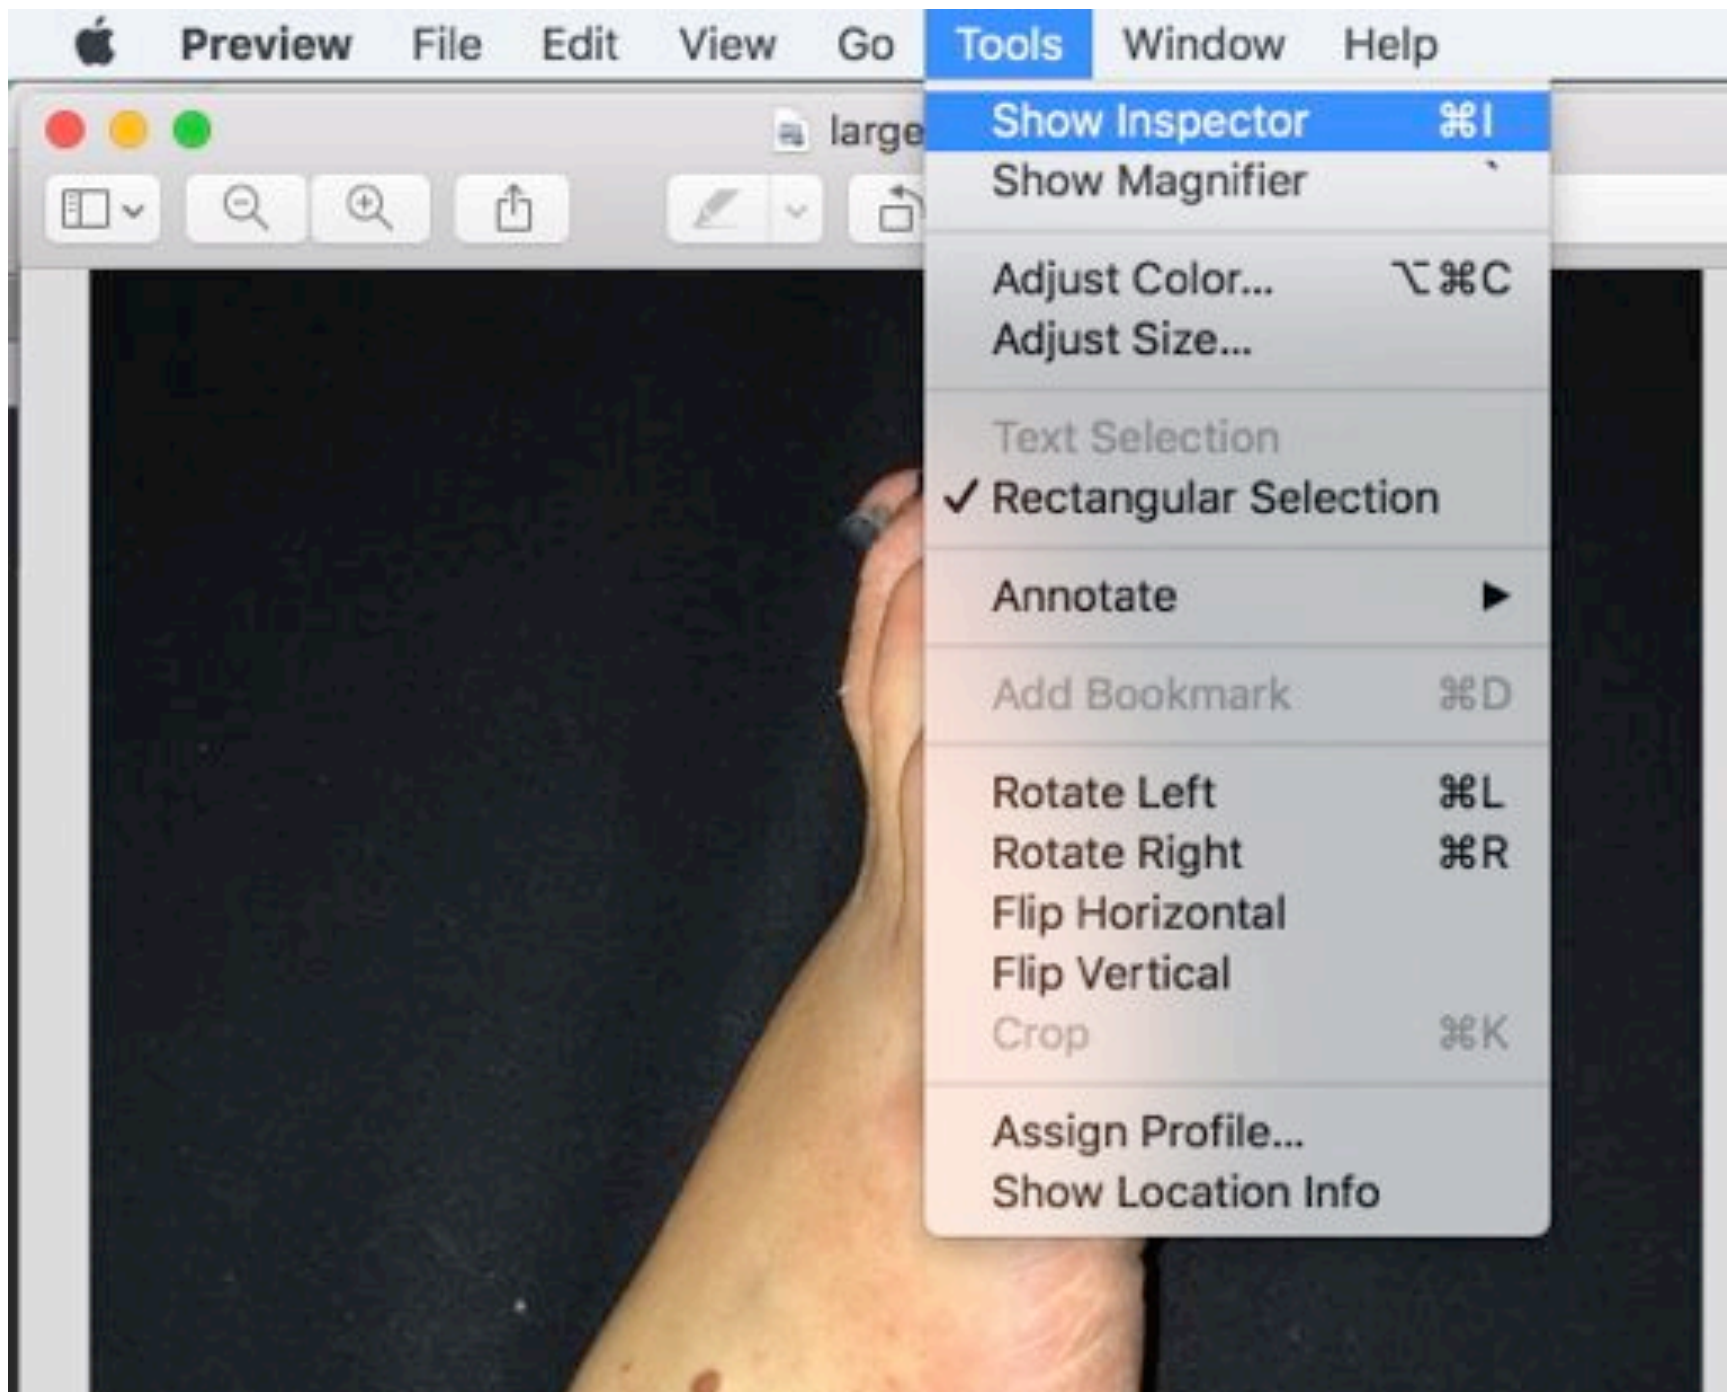 Preview File Edit View Go Tools Window Help
large
Show Inspector ⌘I
Show Magnifier `
Adjust Color... ⌥⌘C
Adjust Size...
Text Selection
✓ Rectangular Selection
Annotate ▶
Add Bookmark ⌘D
Rotate Left ⌘L
Rotate Right ⌘R
Flip Horizontal
Flip Vertical
Crop ⌘K
Assign Profile...
Show Location Info